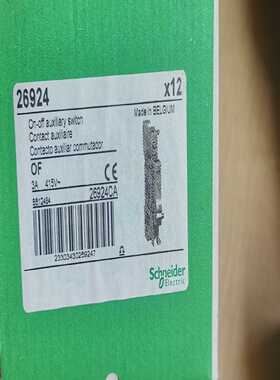 26924
x12
On-off auxiliary switch
Made in BELGIUM
Contact auxiliaire
Contacto auxiliar conmutador
OF
3A 415V~
CE
26924CA
Schneider
Electric